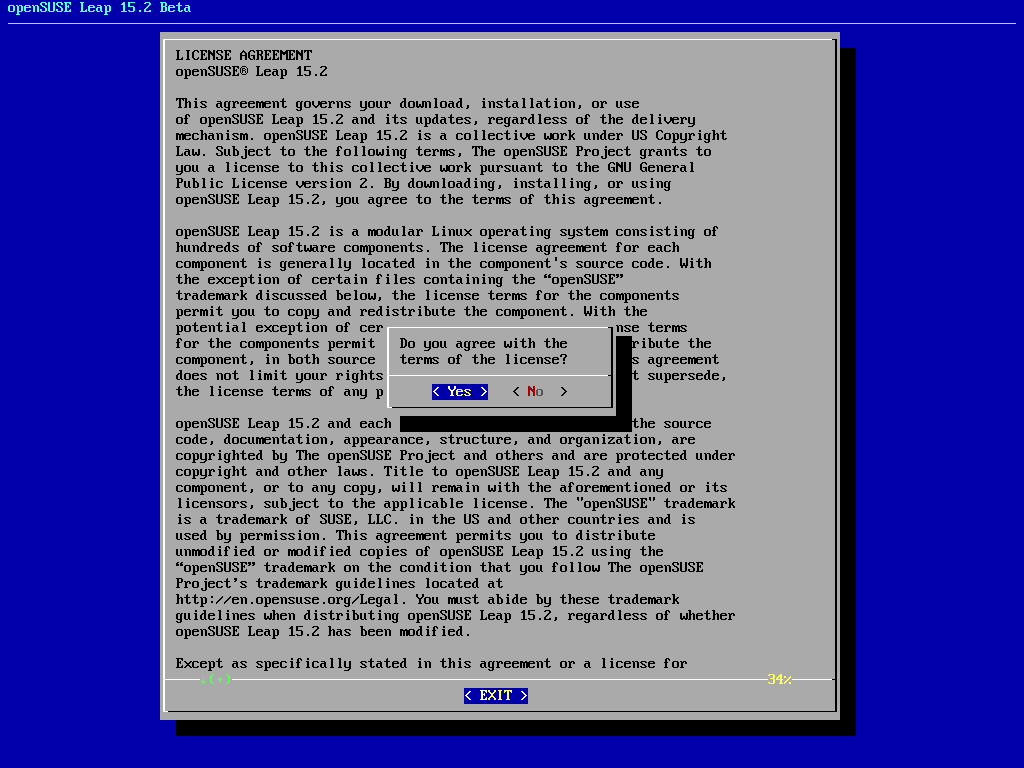 openSUSE Leap 15.2 Beta
LICENSE AGREEMENT
openSUSE® Leap 15.2
This agreement governs your download, installation, or use
of openSUSE Leap 15.2 and its updates, regardless of the delivery
mechanism. openSUSE Leap 15.2 is a collective work under US Copyright
Law. Subject to the following terms, The openSUSE Project grants to
you a license to this collective work pursuant to the GNU General
Public License version 2. By downloading, installing, or using
openSUSE Leap 15.2, you agree to the terms of this agreement.
openSUSE Leap 15.2 is a modular Linux operating system consisting of
hundreds of software components. The license agreement for each
component is generally located in the component's source code. With
the exception of certain files containing the “openSUSE”
trademark discussed below, the license terms for the components
permit you to copy and redistribute the component. With the
potential exception of cer nse terms
for the components permit ribute the
component, in both source s agreement
does not limit your rights t supersede,
the license terms of any p
Do you agree with the
terms of the license?
< Yes > < No >
openSUSE Leap 15.2 and each the source
code, documentation, appearance, structure, and organization, are
copyrighted by The openSUSE Project and others and are protected under
copyright and other laws. Title to openSUSE Leap 15.2 and any
component, or to any copy, will remain with the aforementioned or its
licensors, subject to the applicable license. The "openSUSE" trademark
is a trademark of SUSE, LLC. in the US and other countries and is
used by permission. This agreement permits you to distribute
unmodified or modified copies of openSUSE Leap 15.2 using the
“openSUSE” trademark on the condition that you follow The openSUSE
Project’s trademark guidelines located at
http://en.opensuse.org/Legal. You must abide by these trademark
guidelines when distributing openSUSE Leap 15.2, regardless of whether
openSUSE Leap 15.2 has been modified.
Except as specifically stated in this agreement or a license for
↓(+) 34%
< EXIT >